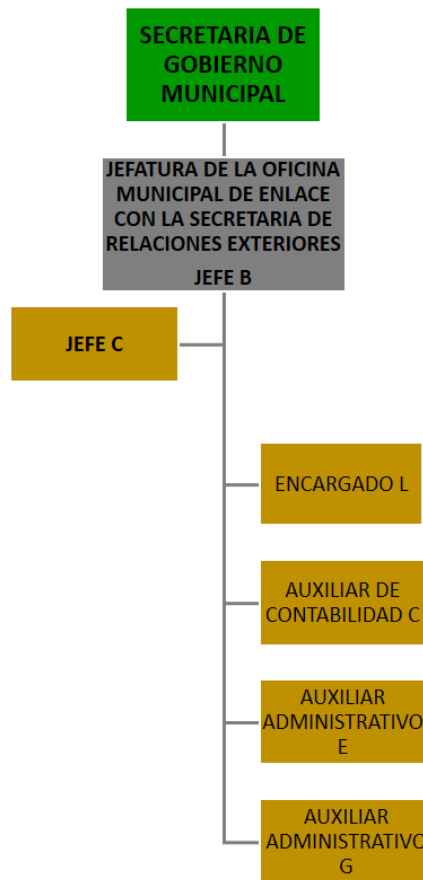 SECRETARIA DE
GOBIERNO
MUNICIPAL
JEFATURA DE LA OFICINA
MUNICIPAL DE ENLACE
CON LA SECRETARIA DE
RELACIONES EXTERIORES
JEFE B
JEFE C
ENCARGADO L
AUXILIAR DE
CONTABILIDAD C
AUXILIAR
ADMINISTRATIVO
E
AUXILIAR
ADMINISTRATIVO
G